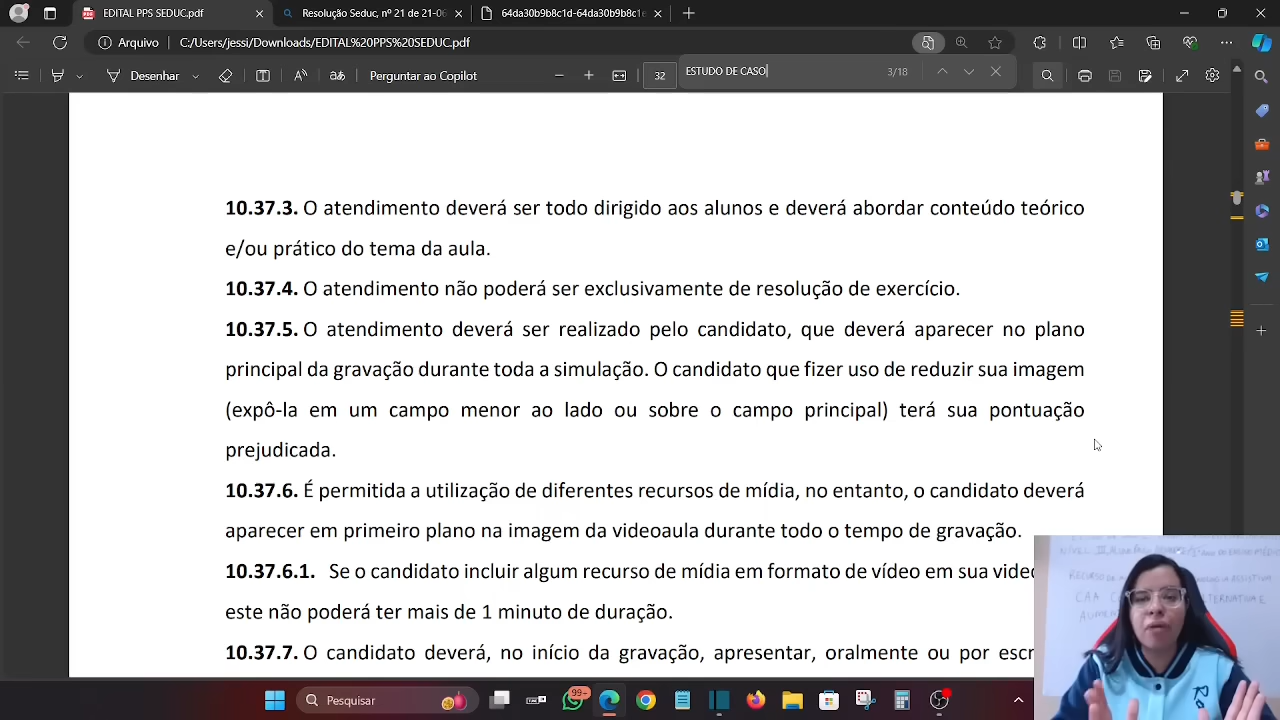 EDITAL PPS SEDUC.pdf
Resolução Seduc, nº 21 de 21-06
64da30b9b8c1d-64da30b9b8c1e
Arquivo
C:/Users/jessi/Downloads/EDITAL%20PPS%20SEDUC.pdf
Desenhar
Perguntar ao Copilot
32
ESTUDO DE CASO
3/18
10.37.3. O atendimento deverá ser todo dirigido aos alunos e deverá abordar conteúdo teórico
e/ou prático do tema da aula.
10.37.4. O atendimento não poderá ser exclusivamente de resolução de exercício.
10.37.5. O atendimento deverá ser realizado pelo candidato, que deverá aparecer no plano
principal da gravação durante toda a simulação. O candidato que fizer uso de reduzir sua imagem
(expô-la em um campo menor ao lado ou sobre o campo principal) terá sua pontuação
prejudicada.
10.37.6. É permitida a utilização de diferentes recursos de mídia, no entanto, o candidato deverá
aparecer em primeiro plano na imagem da videoaula durante todo o tempo de gravação.
10.37.6.1. Se o candidato incluir algum recurso de mídia em formato de vídeo em sua vide
este não poderá ter mais de 1 minuto de duração.
10.37.7. O candidato deverá, no início da gravação, apresentar, oralmente ou por escr
RECURSO DE
ASSISTIVA
CAA
Pesquisar
99+